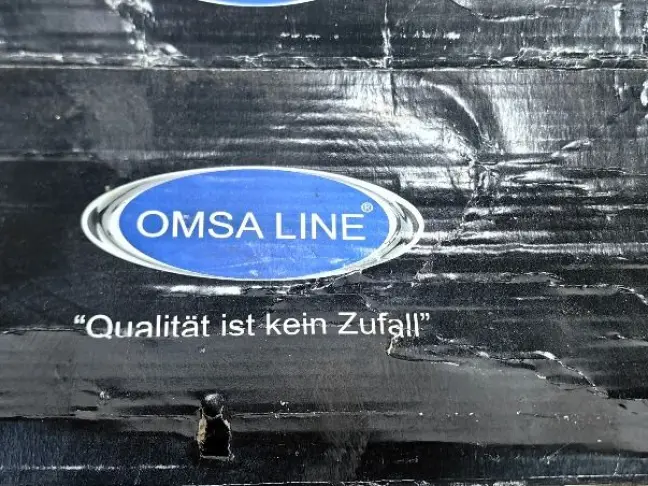 OMSA LINE®
“Qualität ist kein Zufall”